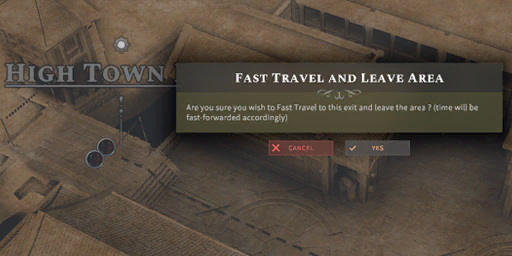 HIGH TOWN
FAST TRAVEL AND LEAVE AREA
Are you sure you wish to Fast Travel to this exit and leave the area ? (time will be
fast-forwarded accordingly)
CANCEL
YES